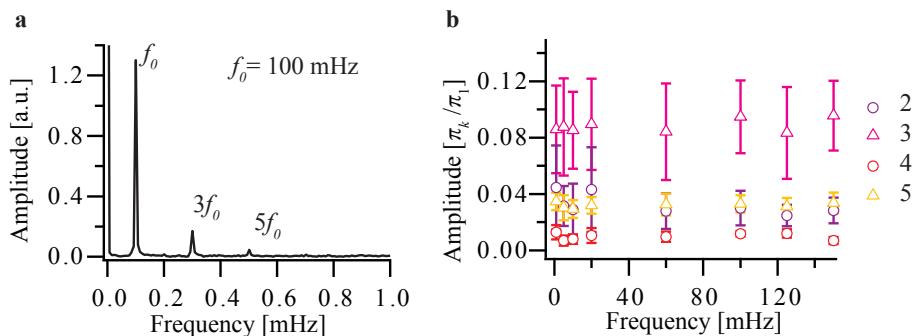 a
Amplitude [a.u.]
1.2
0.8
0.4
0.0
f0
f0= 100 mHz
3f0
5f0
0.0 0.2 0.4 0.6 0.8 1.0
Frequency [mHz]
b
Amplitude [πk/π1]
0.12
0.08
0.04
0.00
0 40 80 120
Frequency [mHz]
2
3
4
5